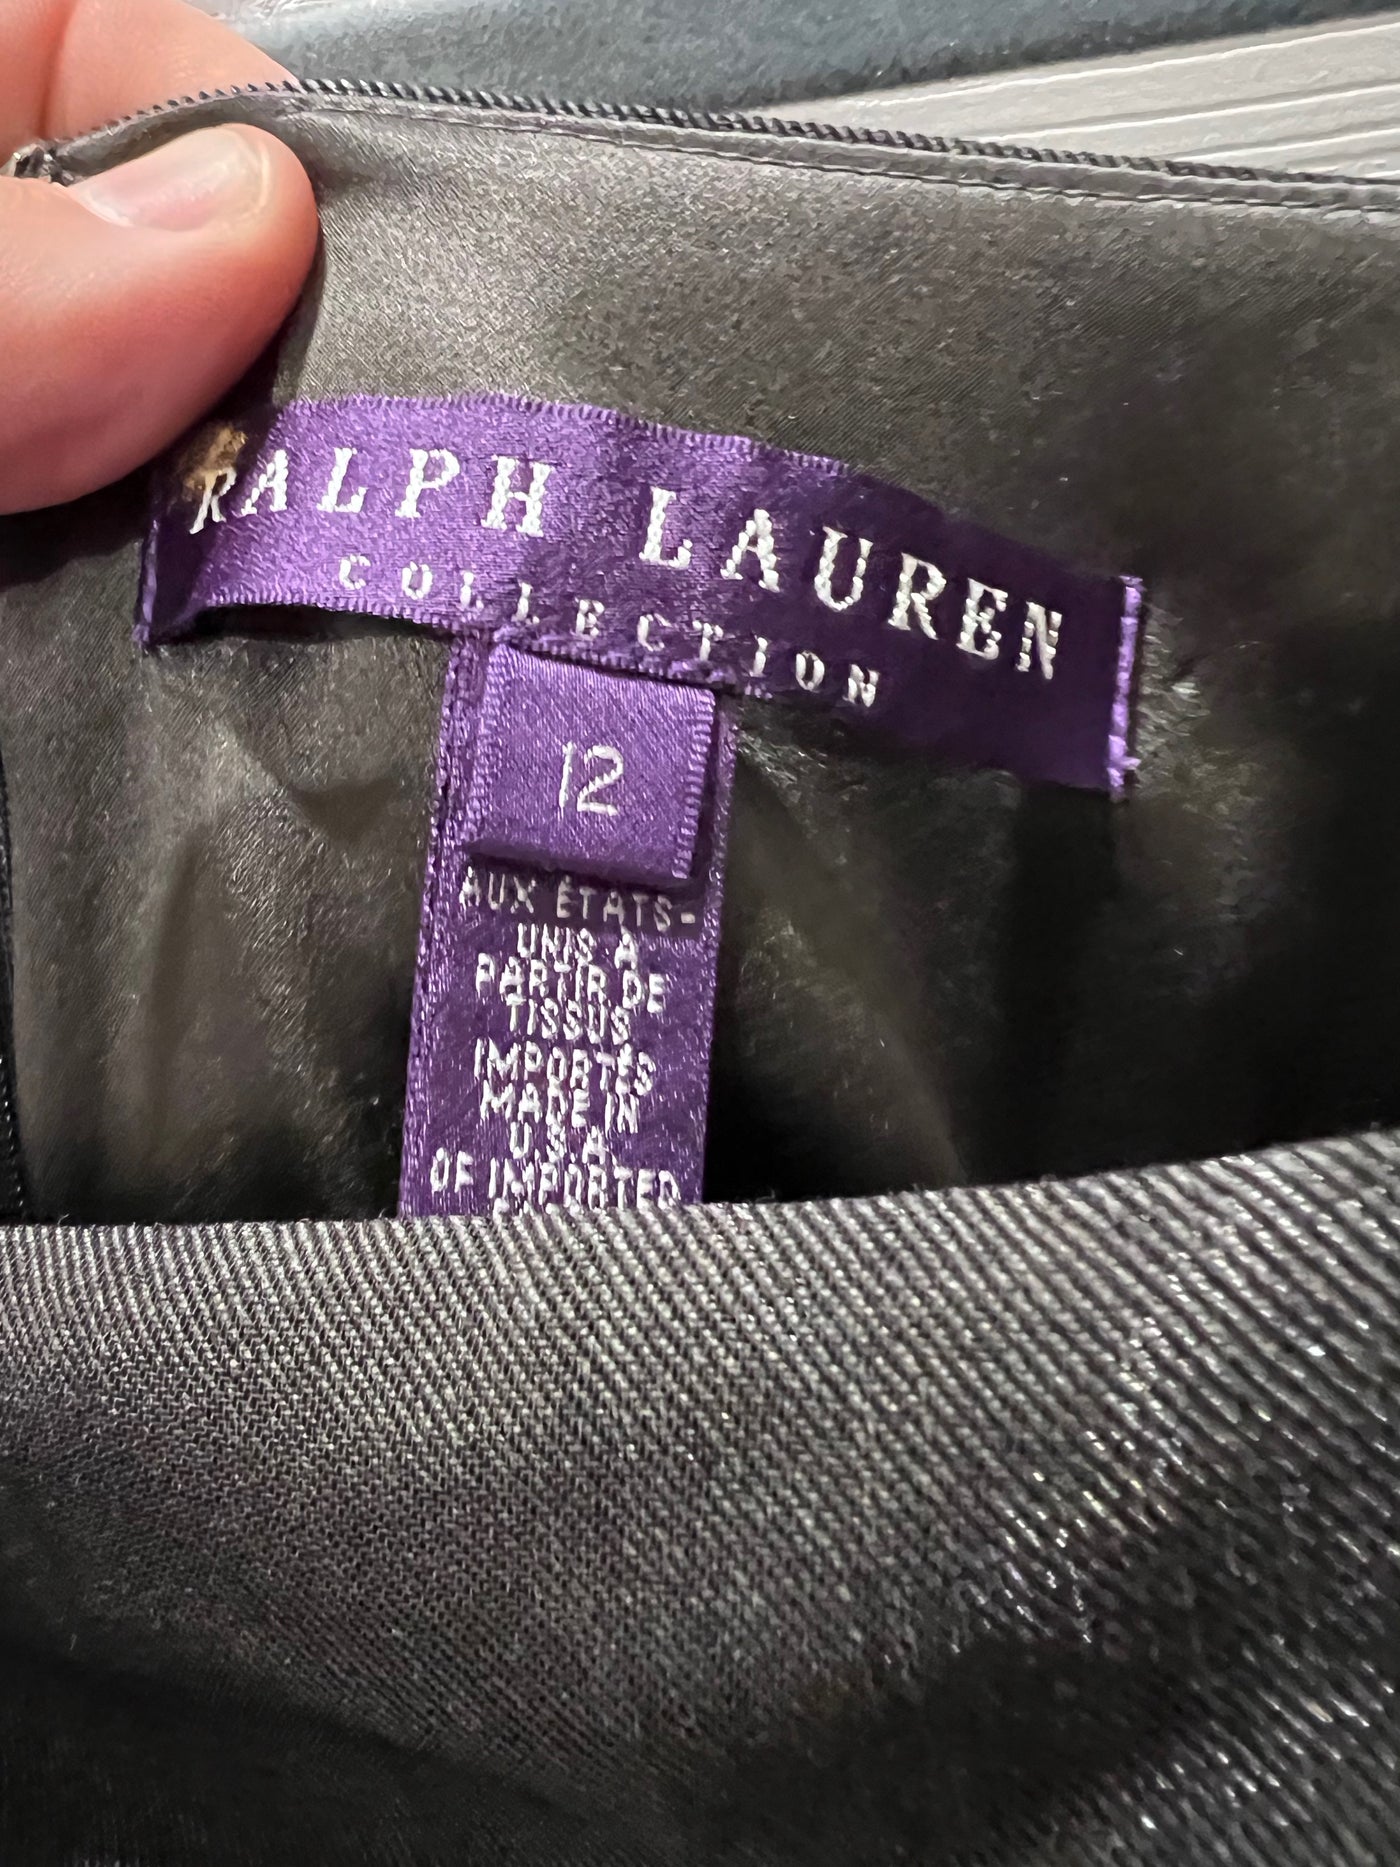 RALPH LAUREN
COLLECTION
12
AUX ÉTATS-
UNIS À
PARTIR DE
TISSUS
IMPORTÉS
MADE IN
U.S.A.
OF IMPORTED